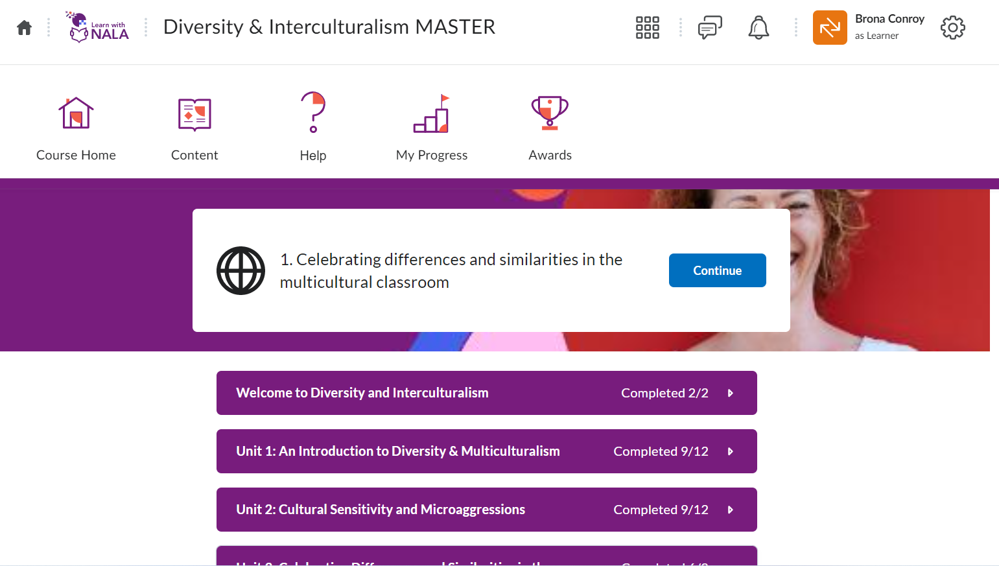 Learn with
NALA
Diversity & Interculturalism MASTER
Brona Conroy
as Learner
Course Home
Content
Help
My Progress
Awards
1. Celebrating differences and similarities in the
multicultural classroom
Continue
Welcome to Diversity and Interculturalism
Completed 2/2
Unit 1: An Introduction to Diversity & Multiculturalism
Completed 9/12
Unit 2: Cultural Sensitivity and Microaggressions
Completed 9/12